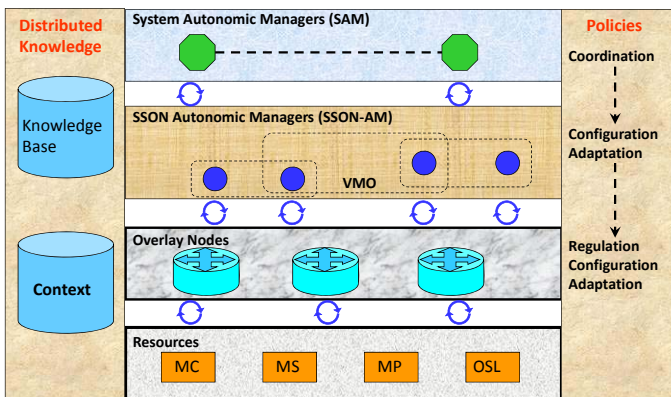 Distributed
Knowledge
Knowledge
Base
Context
System Autonomic Managers (SAM)
SSON Autonomic Managers (SSON-AM)
VMO
Overlay Nodes
Resources
MC
MS
MP
OSL
Policies
Coordination
Configuration
Adaptation
Regulation
Configuration
Adaptation